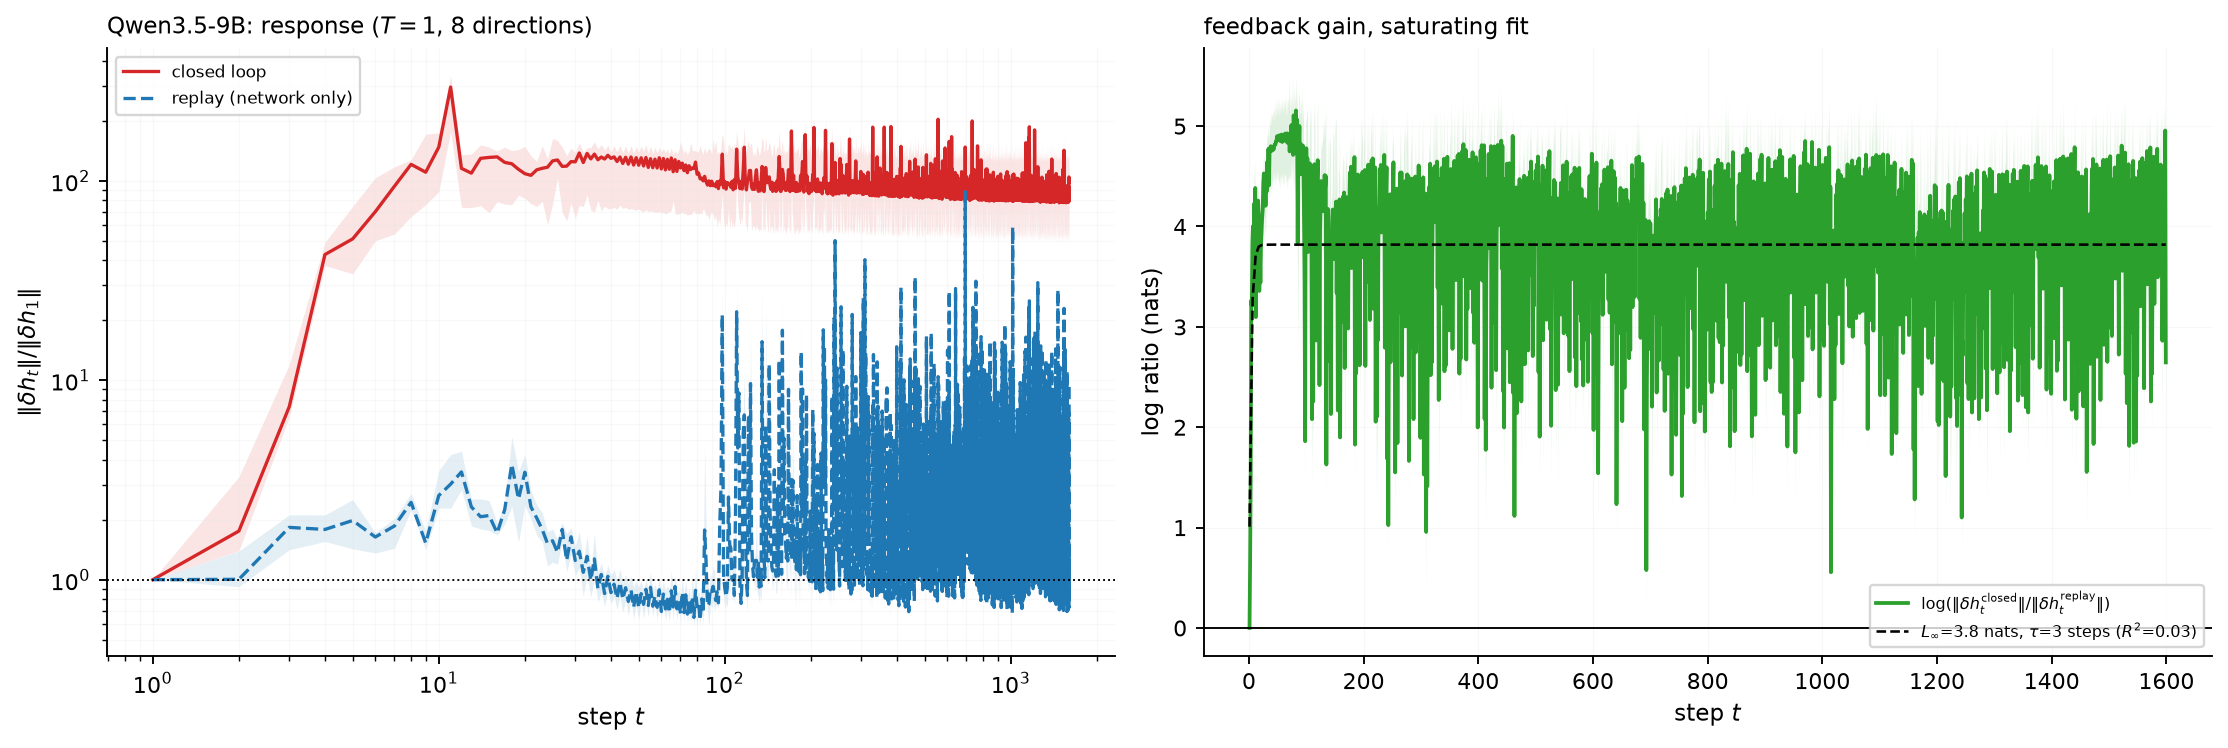 Qwen3.5-9B: response (T = 1, 8 directions)
closed loop
replay (network only)
‖δh_t‖/‖δh_1‖
10^2
10^1
10^0
10^0 10^1 10^2 10^3
step t
feedback gain, saturating fit
log ratio (nats)
5
4
3
2
1
0
log(‖δh_t^closed‖/‖δh_t^replay‖)
L_∞=3.8 nats, τ=3 steps (R^2=0.03)
0 200 400 600 800 1000 1200 1400 1600
step t